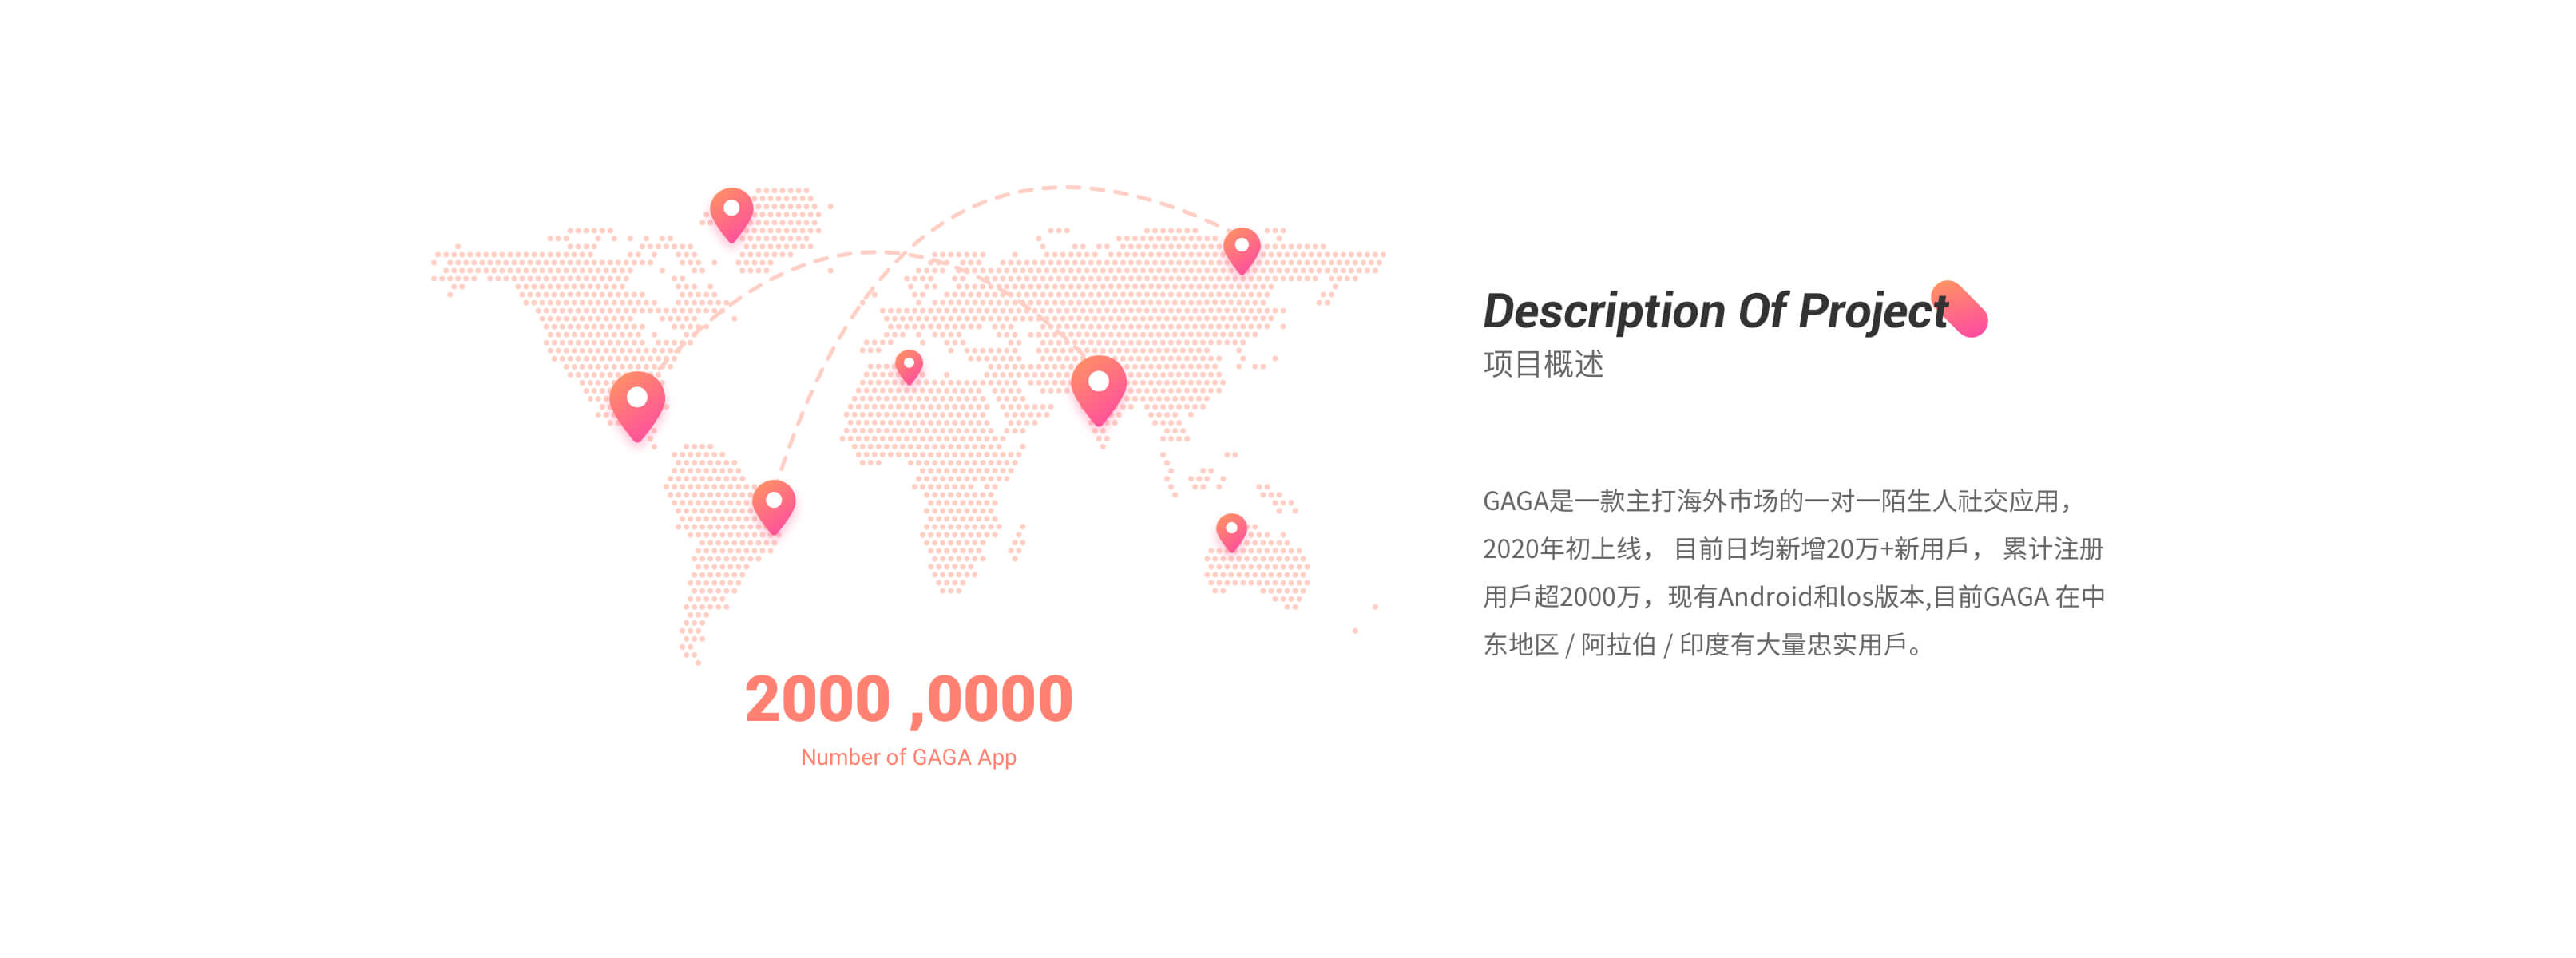 2000 ,0000
Number of GAGA App
Description Of Project
项目概述
GAGA是一款主打海外市场的一对一陌生人社交应用，
2020年初上线， 目前日均新增20万+新用戶， 累计注册
用戶超2000万，现有Android和los版本,目前GAGA 在中
东地区 / 阿拉伯 / 印度有大量忠实用戶。